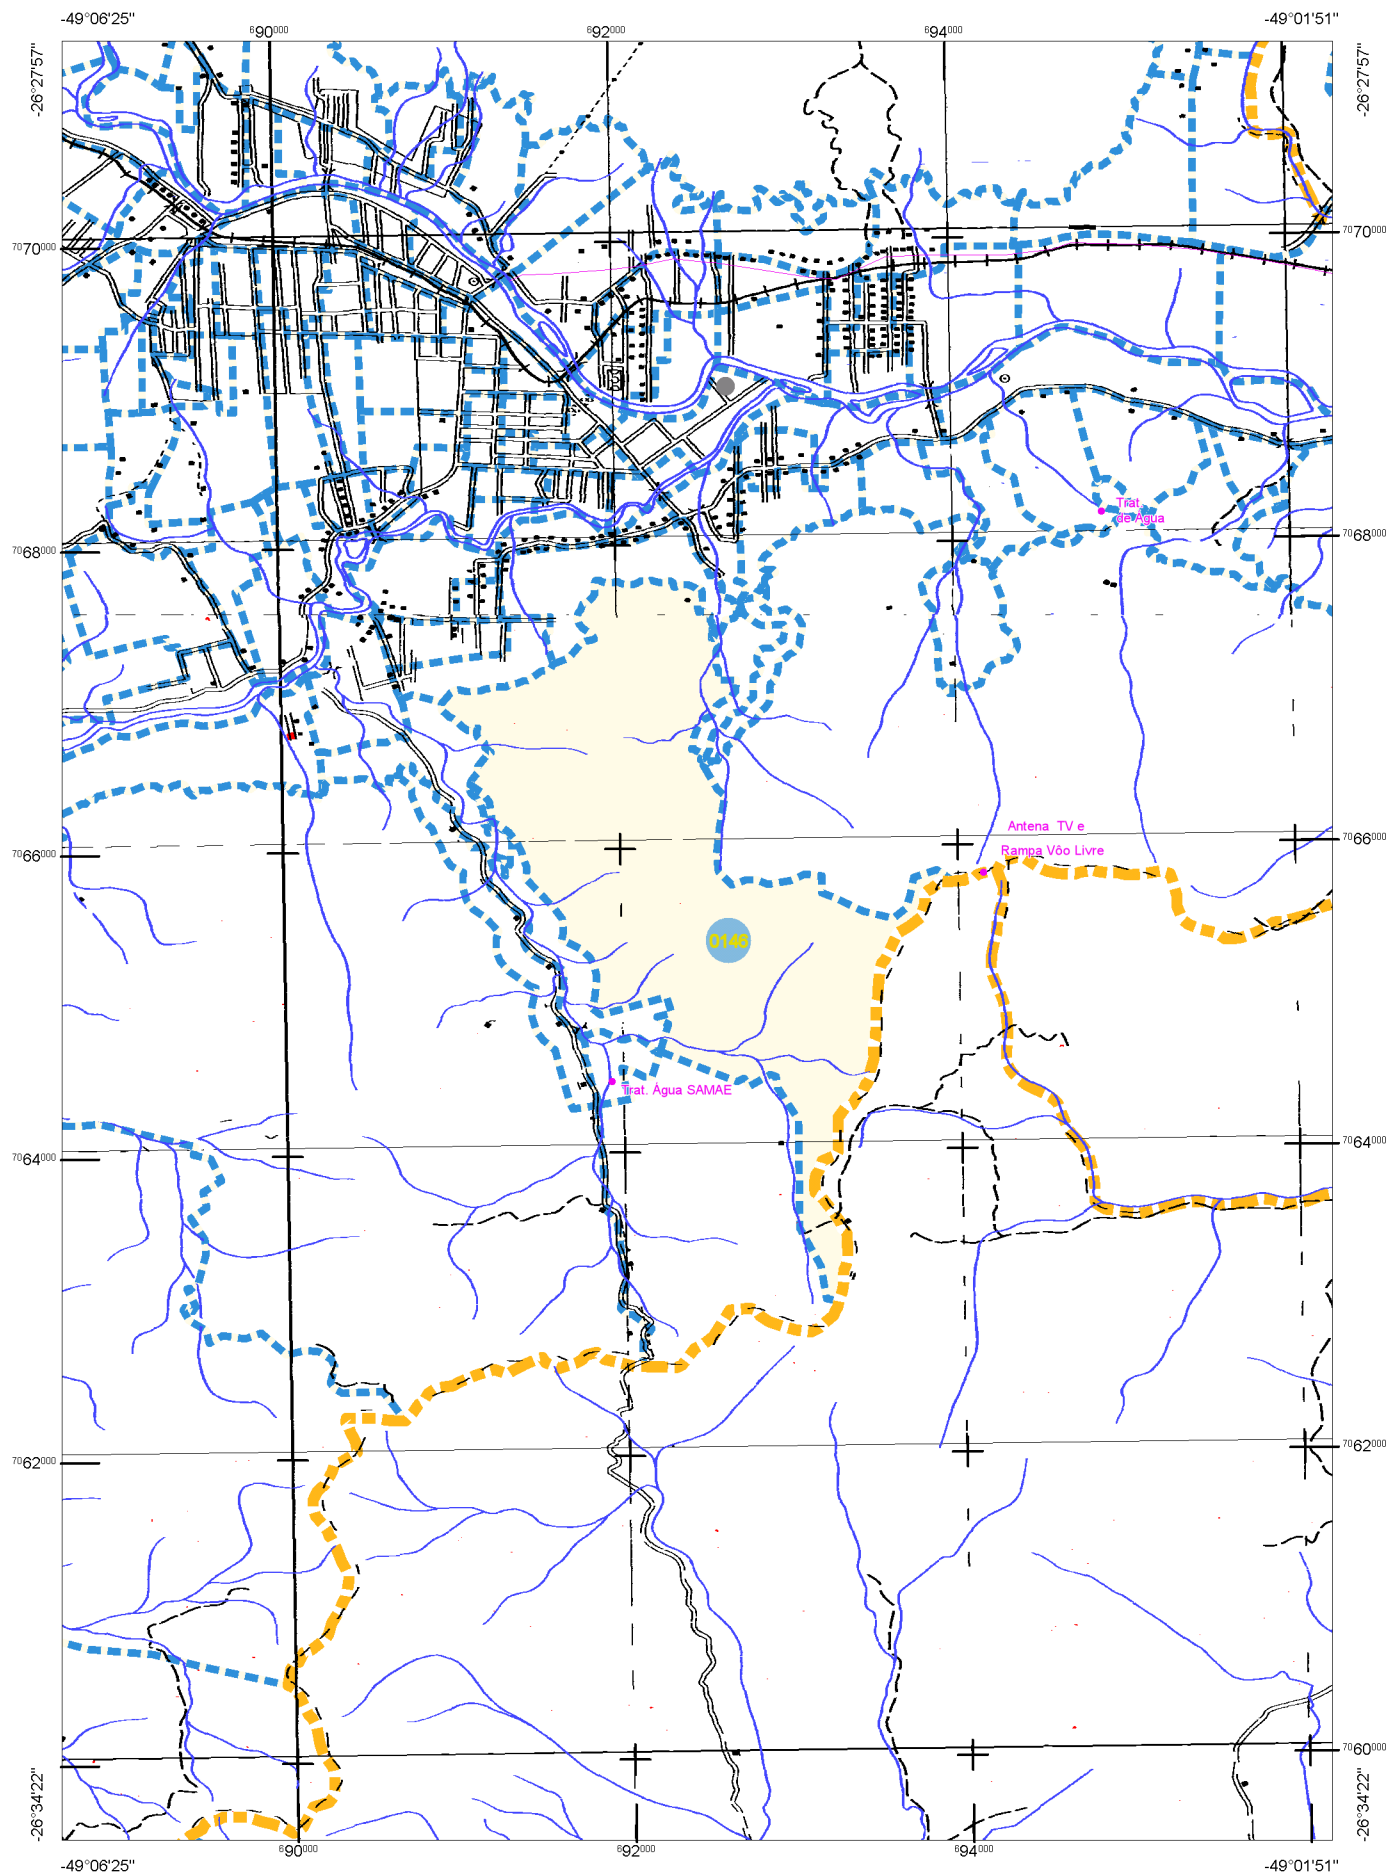 -49°06'25" -49°01'51"
690000 692000 694000
-26°27'57" -26°27'57"
7070000 7070000
Trat.
de Água
7068000 7068000
Antena TV e
Rampa Vôo Livre
7066000 7066000
0146
Trat. Água SAMAE
7064000 7064000
7062000 7062000
7060000 7060000
-26°34'22" -26°34'22"
690000 692000 694000
-49°06'25" -49°01'51"